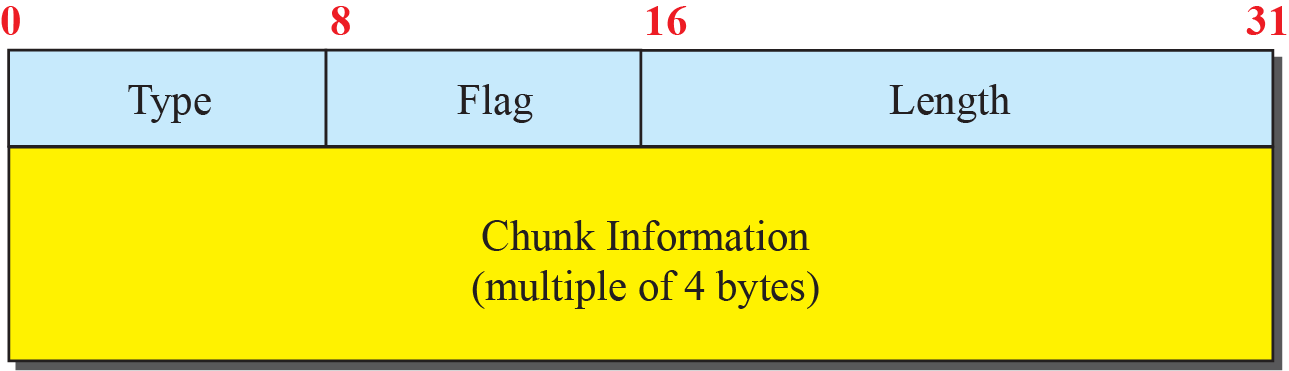 0 8 16 31
Type Flag Length
Chunk Information
(multiple of 4 bytes)